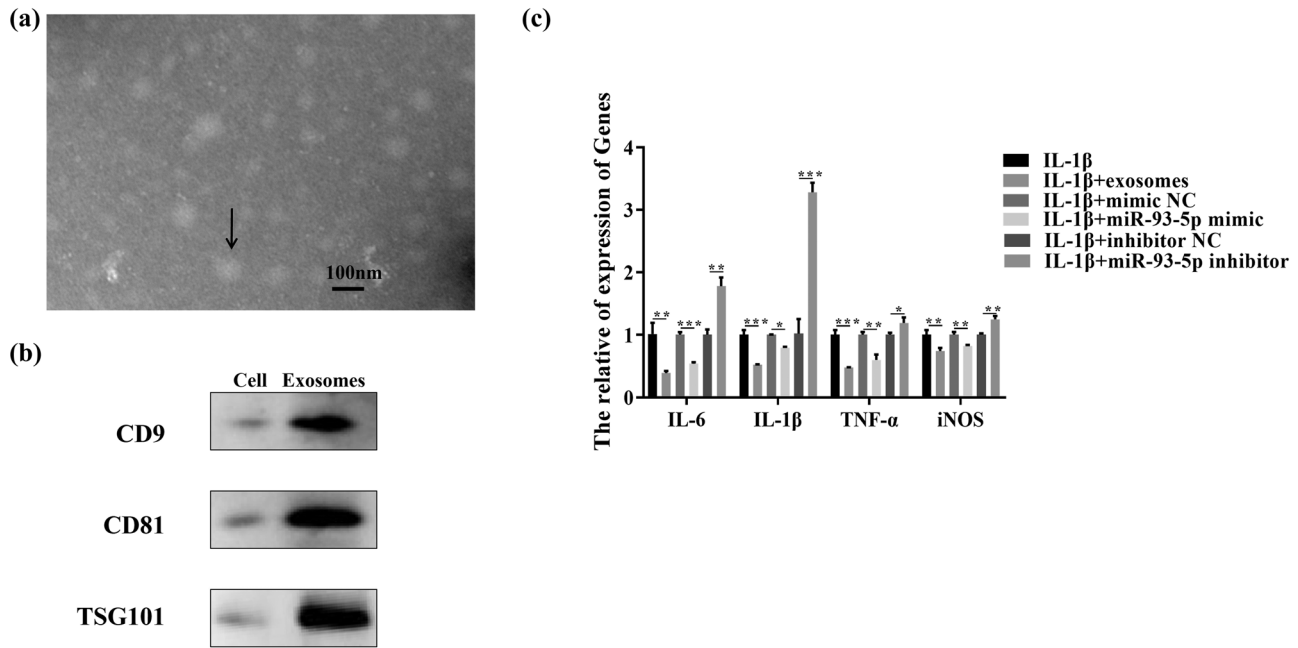 (a)
100nm
(b)
Cell Exosomes
CD9
CD81
TSG101
(c)
The relative of expression of Genes
4
3
2
1
0
*** 
** *** **
*** *
*** ** *
** ** **
IL-6 IL-1β TNF-α iNOS
IL-1β
IL-1β+exosomes
IL-1β+mimic NC
IL-1β+miR-93-5p mimic
IL-1β+inhibitor NC
IL-1β+miR-93-5p inhibitor